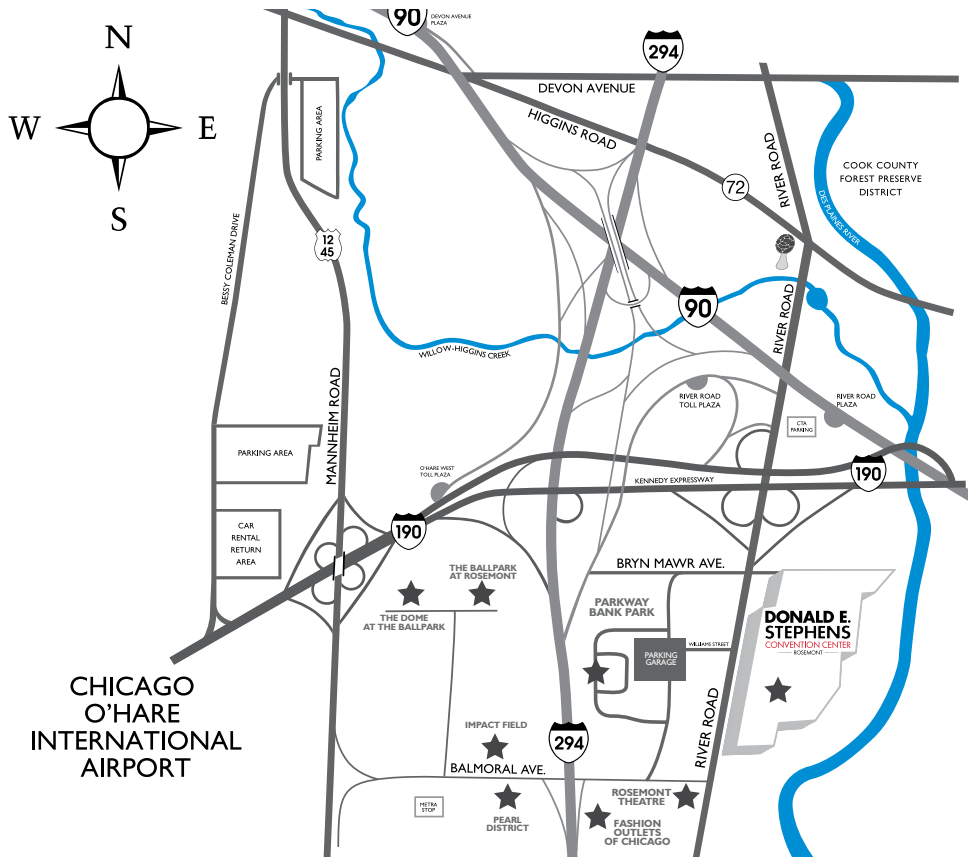 90
DEVON AVENUE
PLAZA
N
W
E
S
294
DEVON AVENUE
HIGGINS ROAD
PARKING AREA
RIVER ROAD
COOK COUNTY
FOREST PRESERVE
DISTRICT
72
DES PLAINES RIVER
12
45
BESSY COLEMAN DRIVE
90
RIVER ROAD
WILLOW-HIGGINS CREEK
MANNHEIM ROAD
RIVER ROAD
TOLL PLAZA
RIVER ROAD
PLAZA
CTA
PARKING
PARKING AREA
O'HARE WEST
TOLL PLAZA
190
KENNEDY EXPRESSWAY
190
CAR
RENTAL
RETURN
AREA
BRYN MAWR AVE.
THE BALLPARK
AT ROSEMONT
THE DOME
AT THE BALLPARK
PARKWAY
BANK PARK
DONALD E.
STEPHENS
CONVENTION CENTER
ROSEMONT
WILLIAMS STREET
PARKING
GARAGE
CHICAGO
O'HARE
INTERNATIONAL
AIRPORT
RIVER ROAD
IMPACT FIELD
294
BALMORAL AVE.
METRA
STOP
PEARL
DISTRICT
ROSEMONT
THEATRE
FASHION
OUTLETS
OF CHICAGO